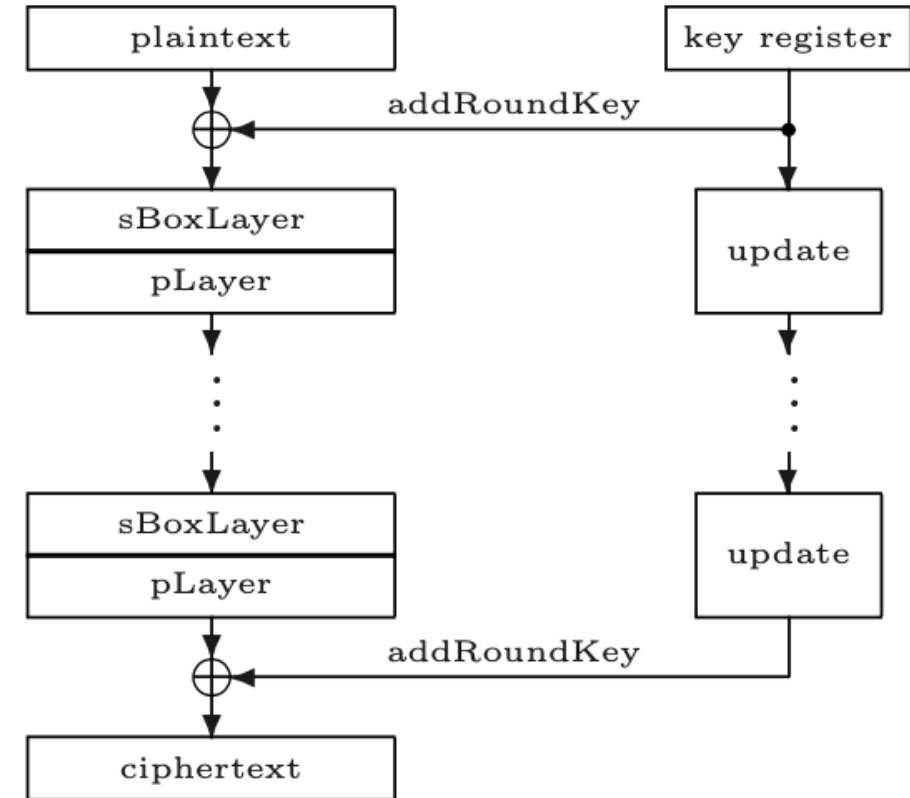 plaintext
key register
addRoundKey
sBoxLayer
pLayer
update
sBoxLayer
pLayer
update
addRoundKey
ciphertext